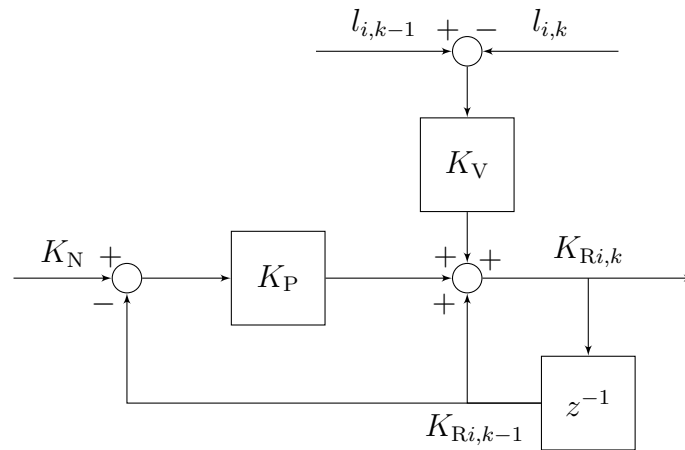 l_{i,k−1} + − l_{i,k}
K_V
K_N + K_P + + K_{Ri,k}
− +
K_{Ri,k−1} z^{−1}